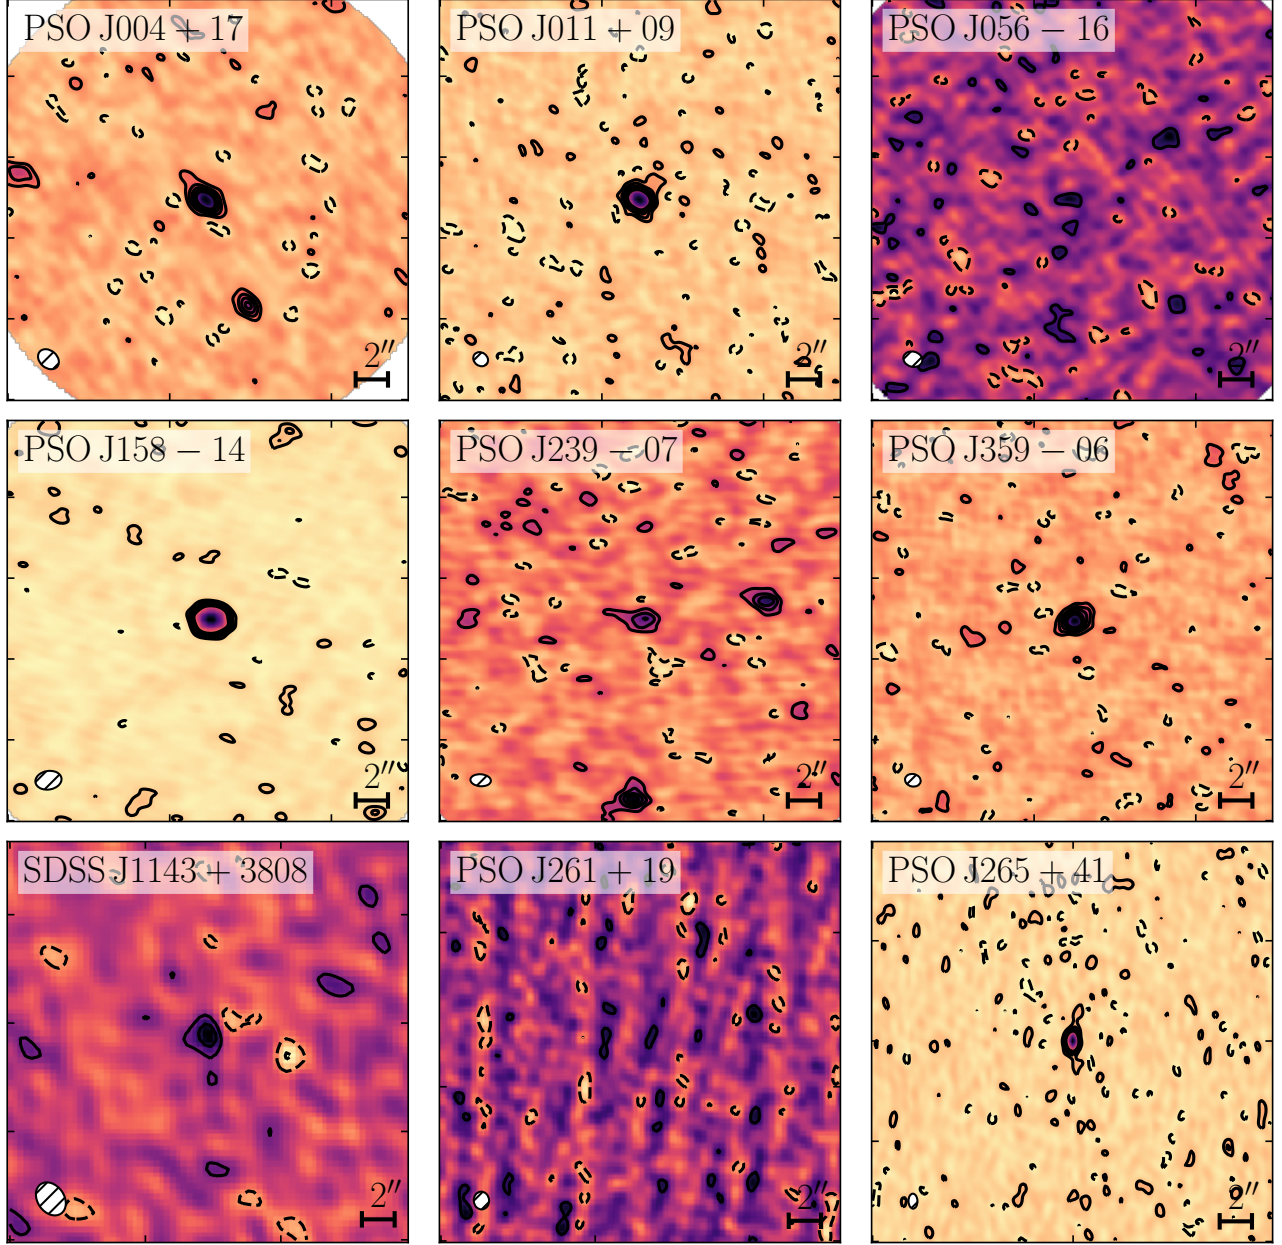 PSO J004 + 17
2″
PSO J011 + 09
2″
PSO J056 − 16
2″
PSO J158 − 14
2″
PSO J239 − 07
2″
PSO J359 − 06
2″
SDSS J1143 + 3808
2″
PSO J261 + 19
2″
PSO J265 + 41
2″